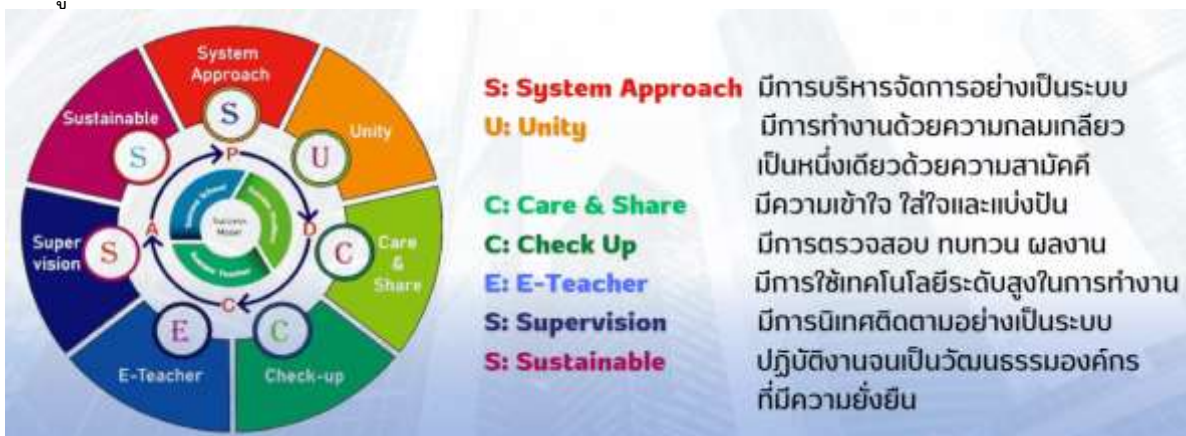 System
Approach
S
Unity
U
Care
&
Share
C
Check-up
C
E-Teacher
E
Super
vision
S
Sustainable
S
P
D
C
A
Success
Model
S: System Approach มีการบริหารจัดการอย่างเป็นระบบ
U: Unity มีการทำงานด้วยความกลมเกลียว
เป็นหนึ่งเดียวด้วยความสามัคคี
C: Care & Share มีความเข้าใจ ใส่ใจและแบ่งปัน
C: Check Up มีการตรวจสอบ ทบทวน ผลงาน
E: E-Teacher มีการใช้เทคโนโลยีระดับสูงในการทำงาน
S: Supervision มีการนิเทศติดตามอย่างเป็นระบบ
S: Sustainable ปฏิบัติงานจนเป็นวัฒนธรรมองค์กร
ที่มีความยั่งยืน